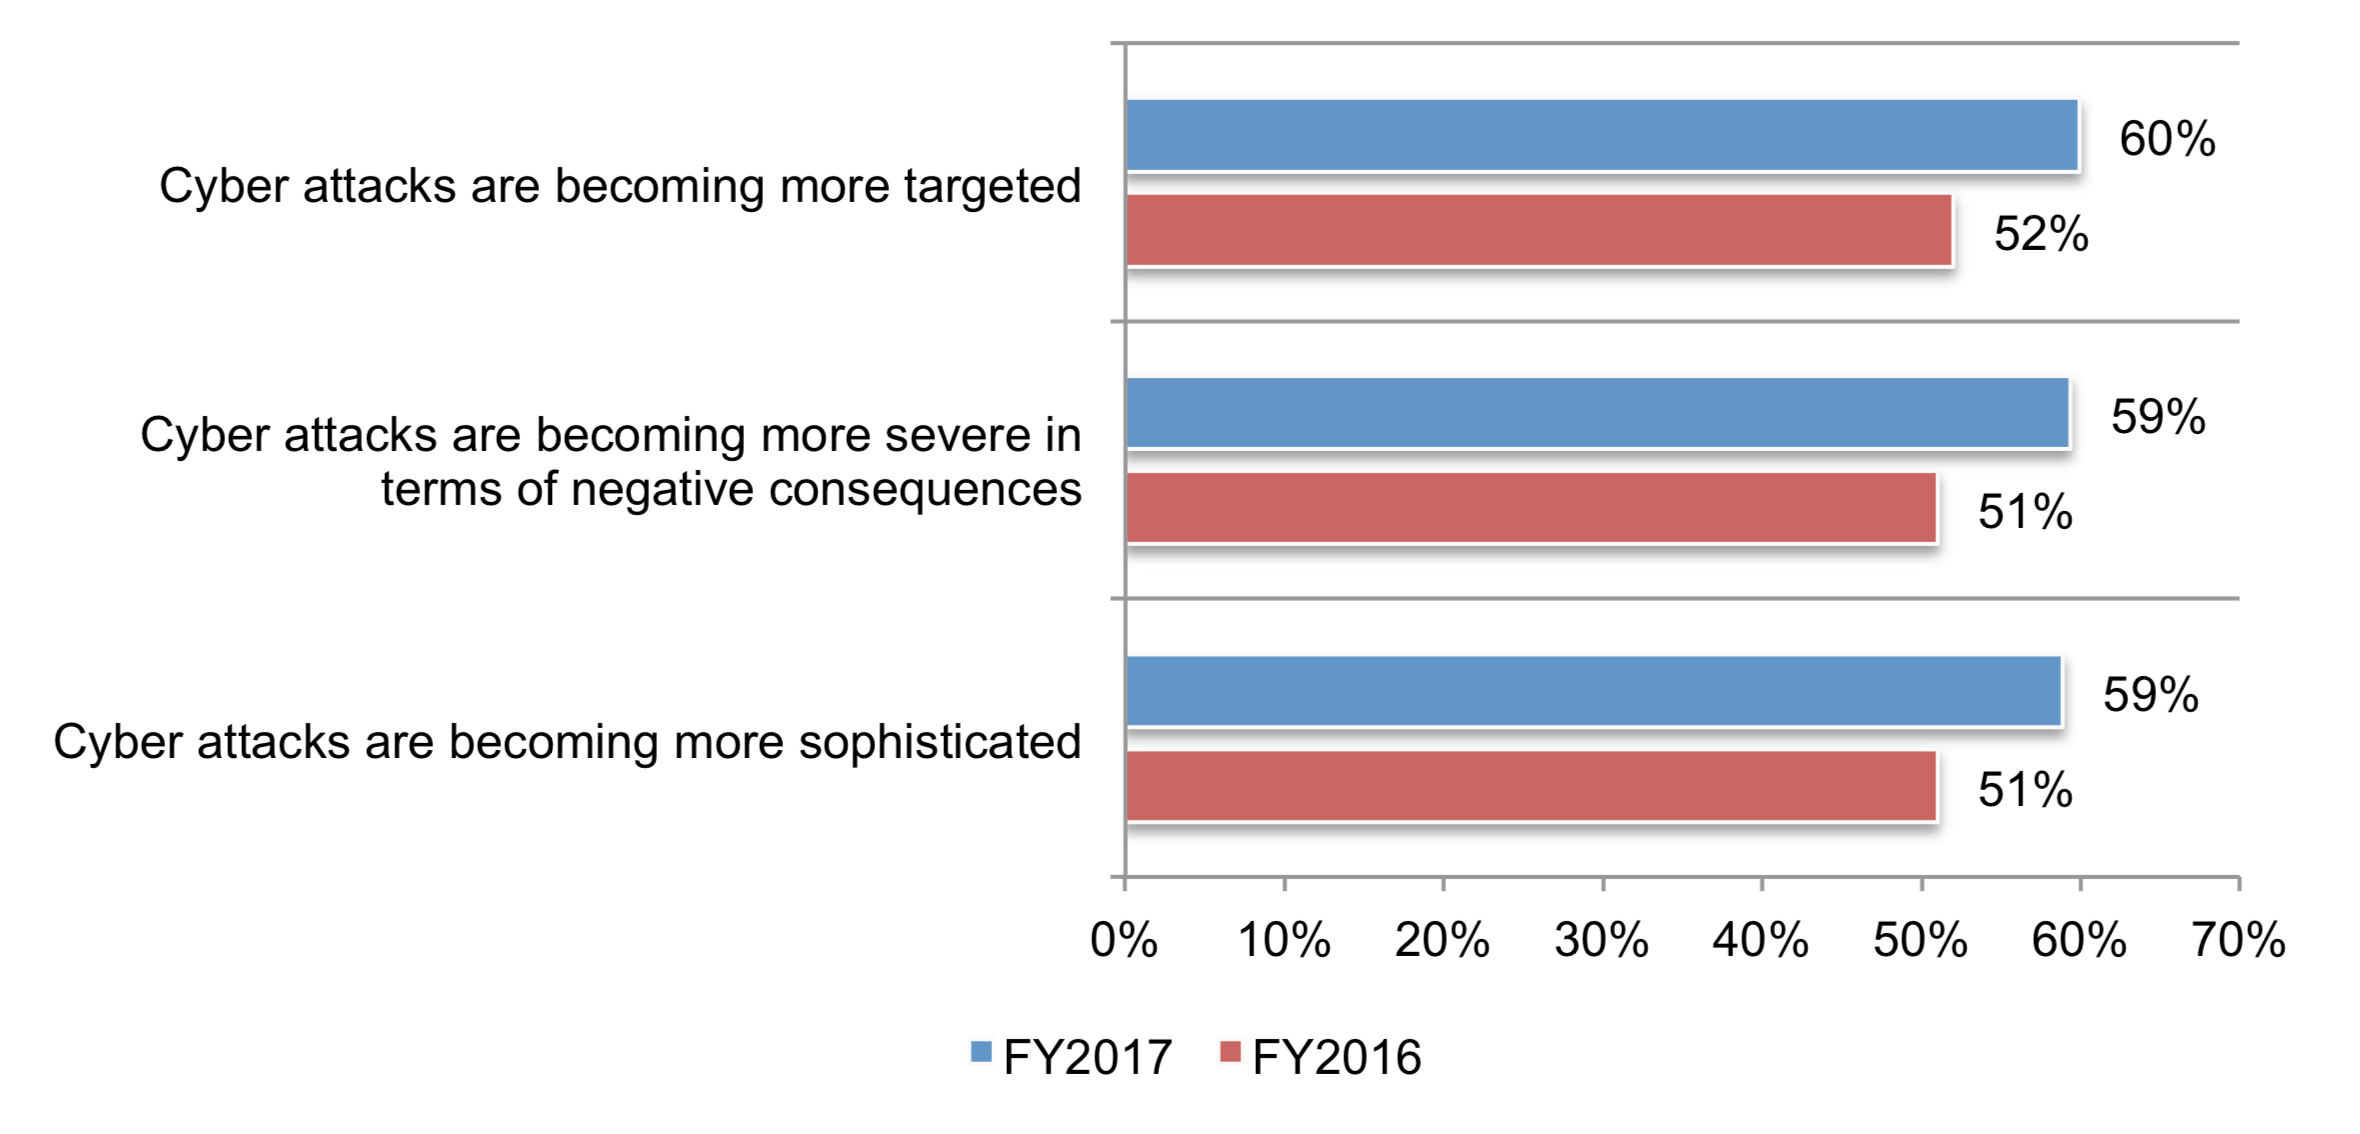 Cyber attacks are becoming more targeted
60%
52%
Cyber attacks are becoming more severe in
terms of negative consequences
59%
51%
Cyber attacks are becoming more sophisticated
59%
51%
0% 10% 20% 30% 40% 50% 60% 70%
FY2017 FY2016